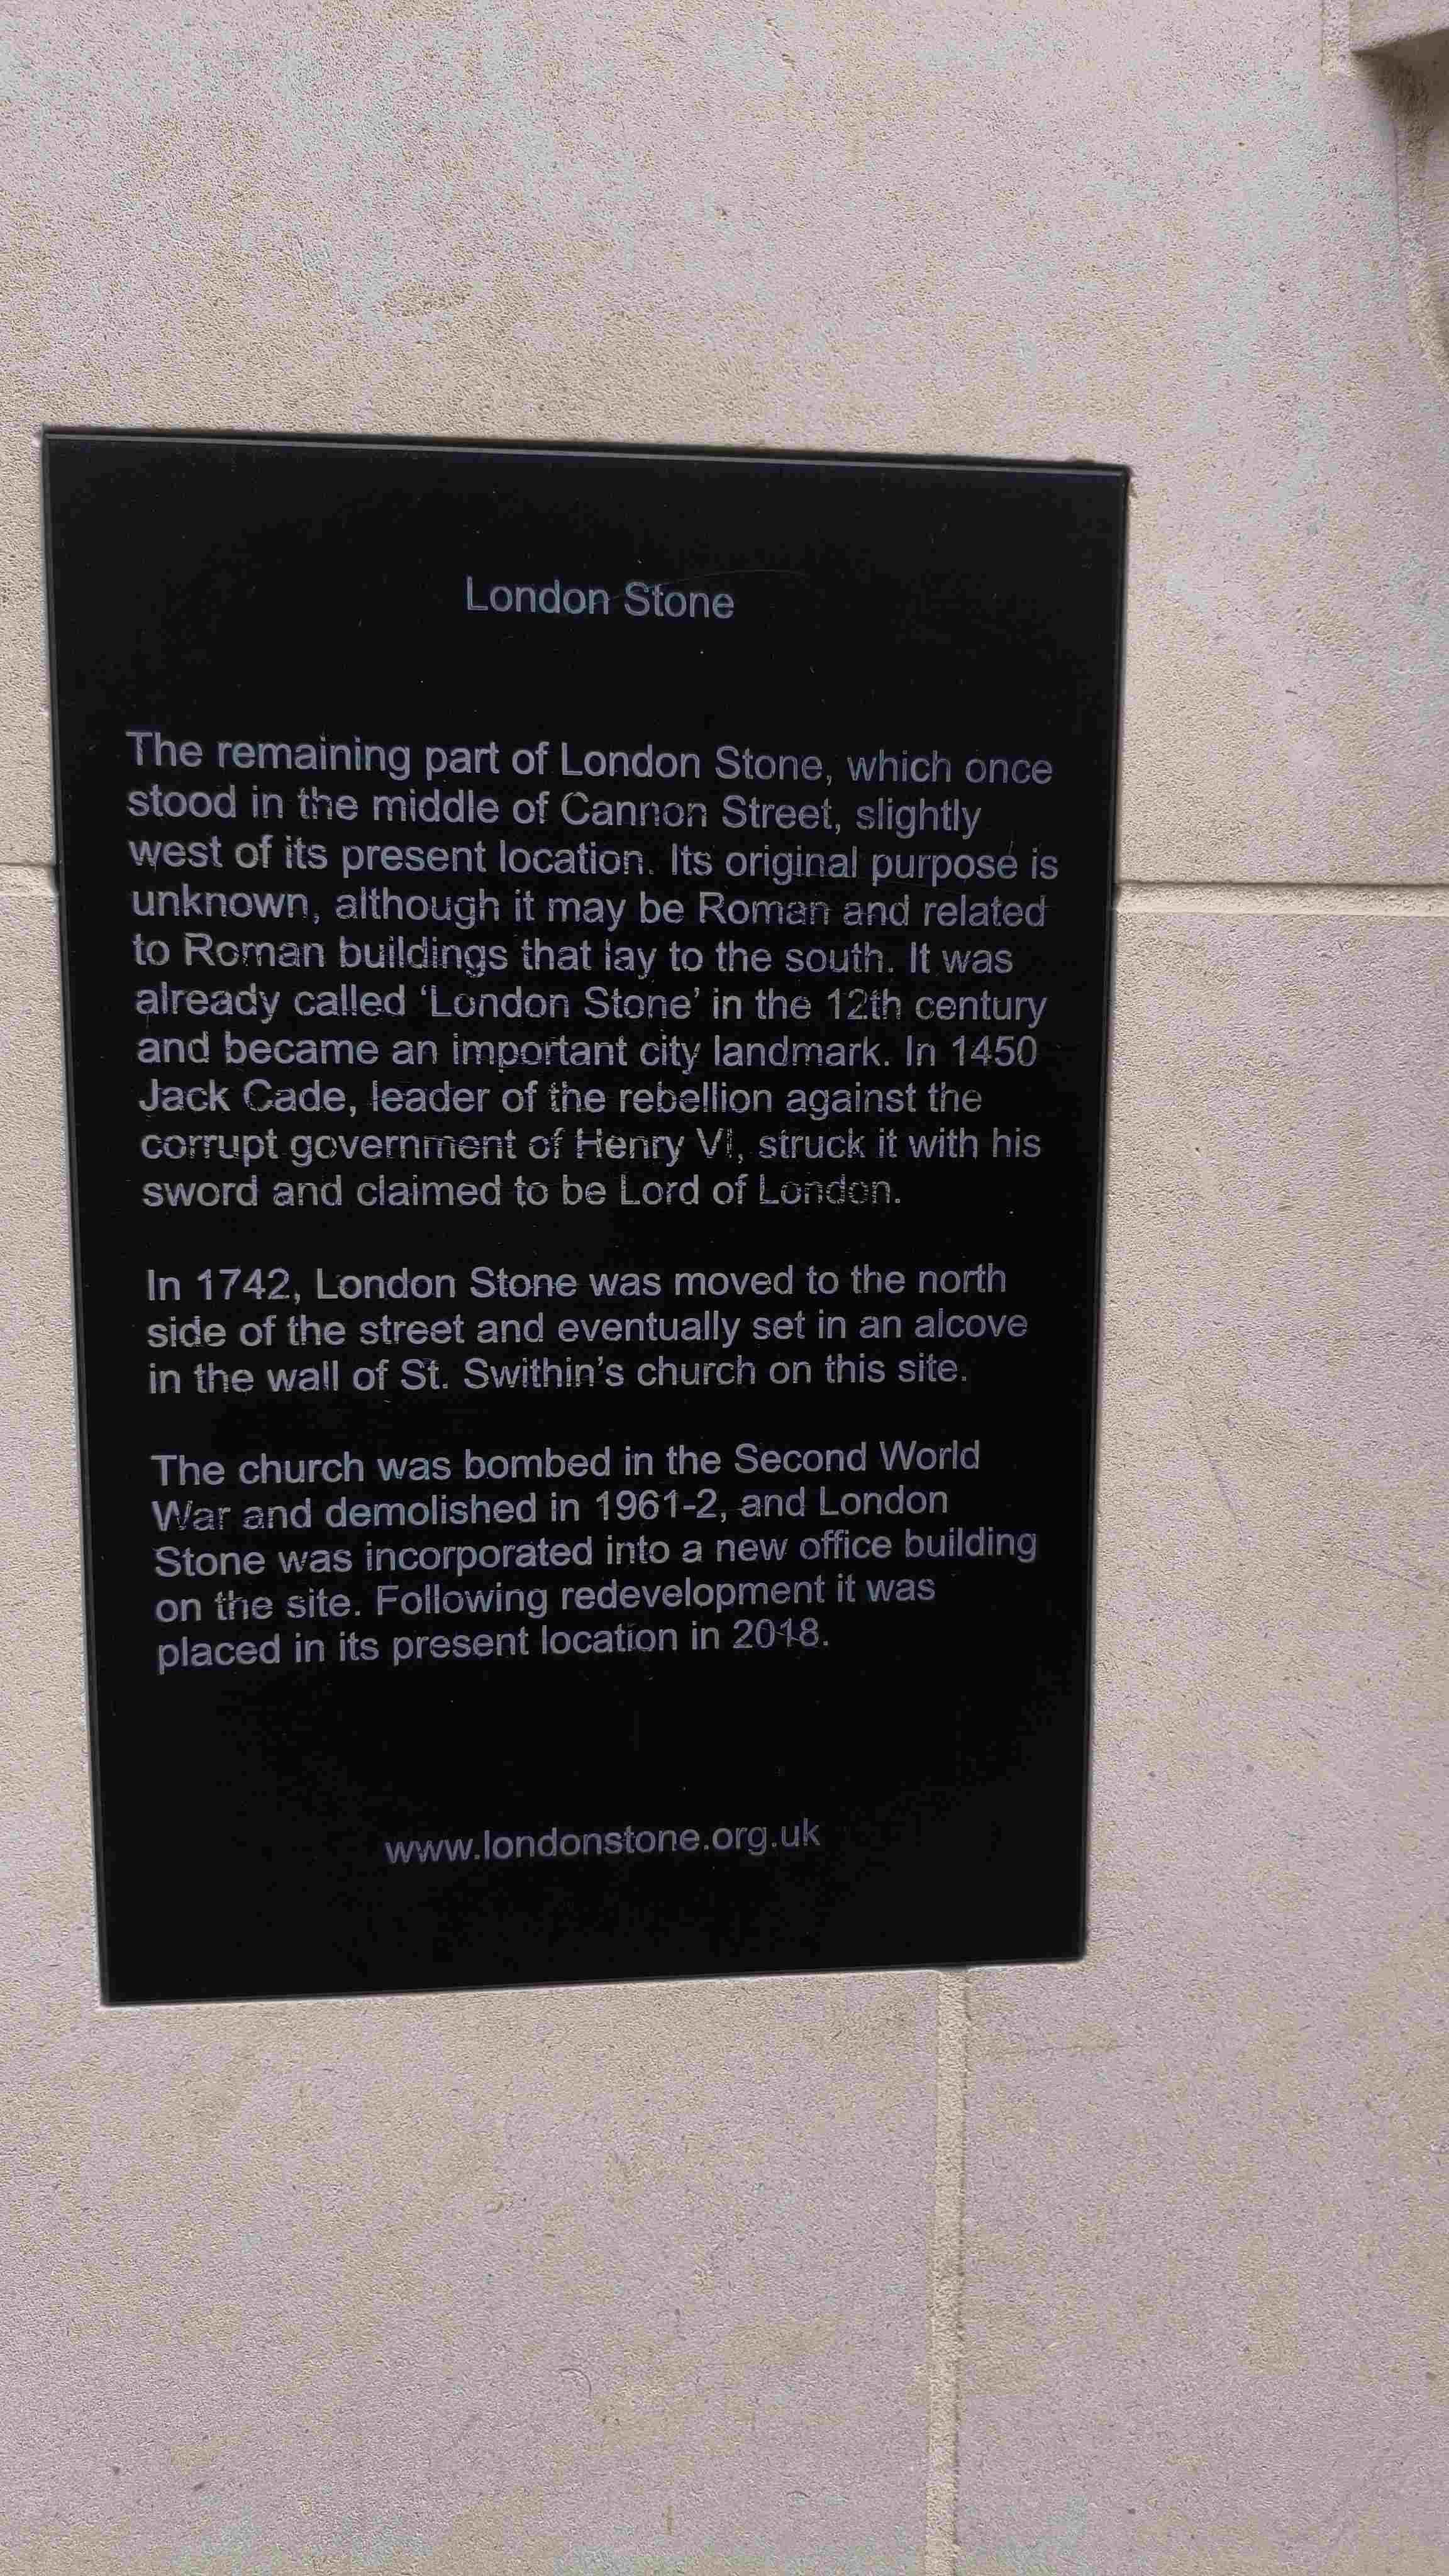 London Stone
The remaining part of London Stone, which once
stood in the middle of Cannon Street, slightly
west of its present location. Its original purpose is
unknown, although it may be Roman and related
to Roman buildings that lay to the south. It was
already called ‘London Stone’ in the 12th century
and became an important city landmark. In 1450
Jack Cade, leader of the rebellion against the
corrupt government of Henry VI, struck it with his
sword and claimed to be Lord of London.
In 1742, London Stone was moved to the north
side of the street and eventually set in an alcove
in the wall of St. Swithin’s church on this site.
The church was bombed in the Second World
War and demolished in 1961-2, and London
Stone was incorporated into a new office building
on the site. Following redevelopment it was
placed in its present location in 2018.
www.londonstone.org.uk